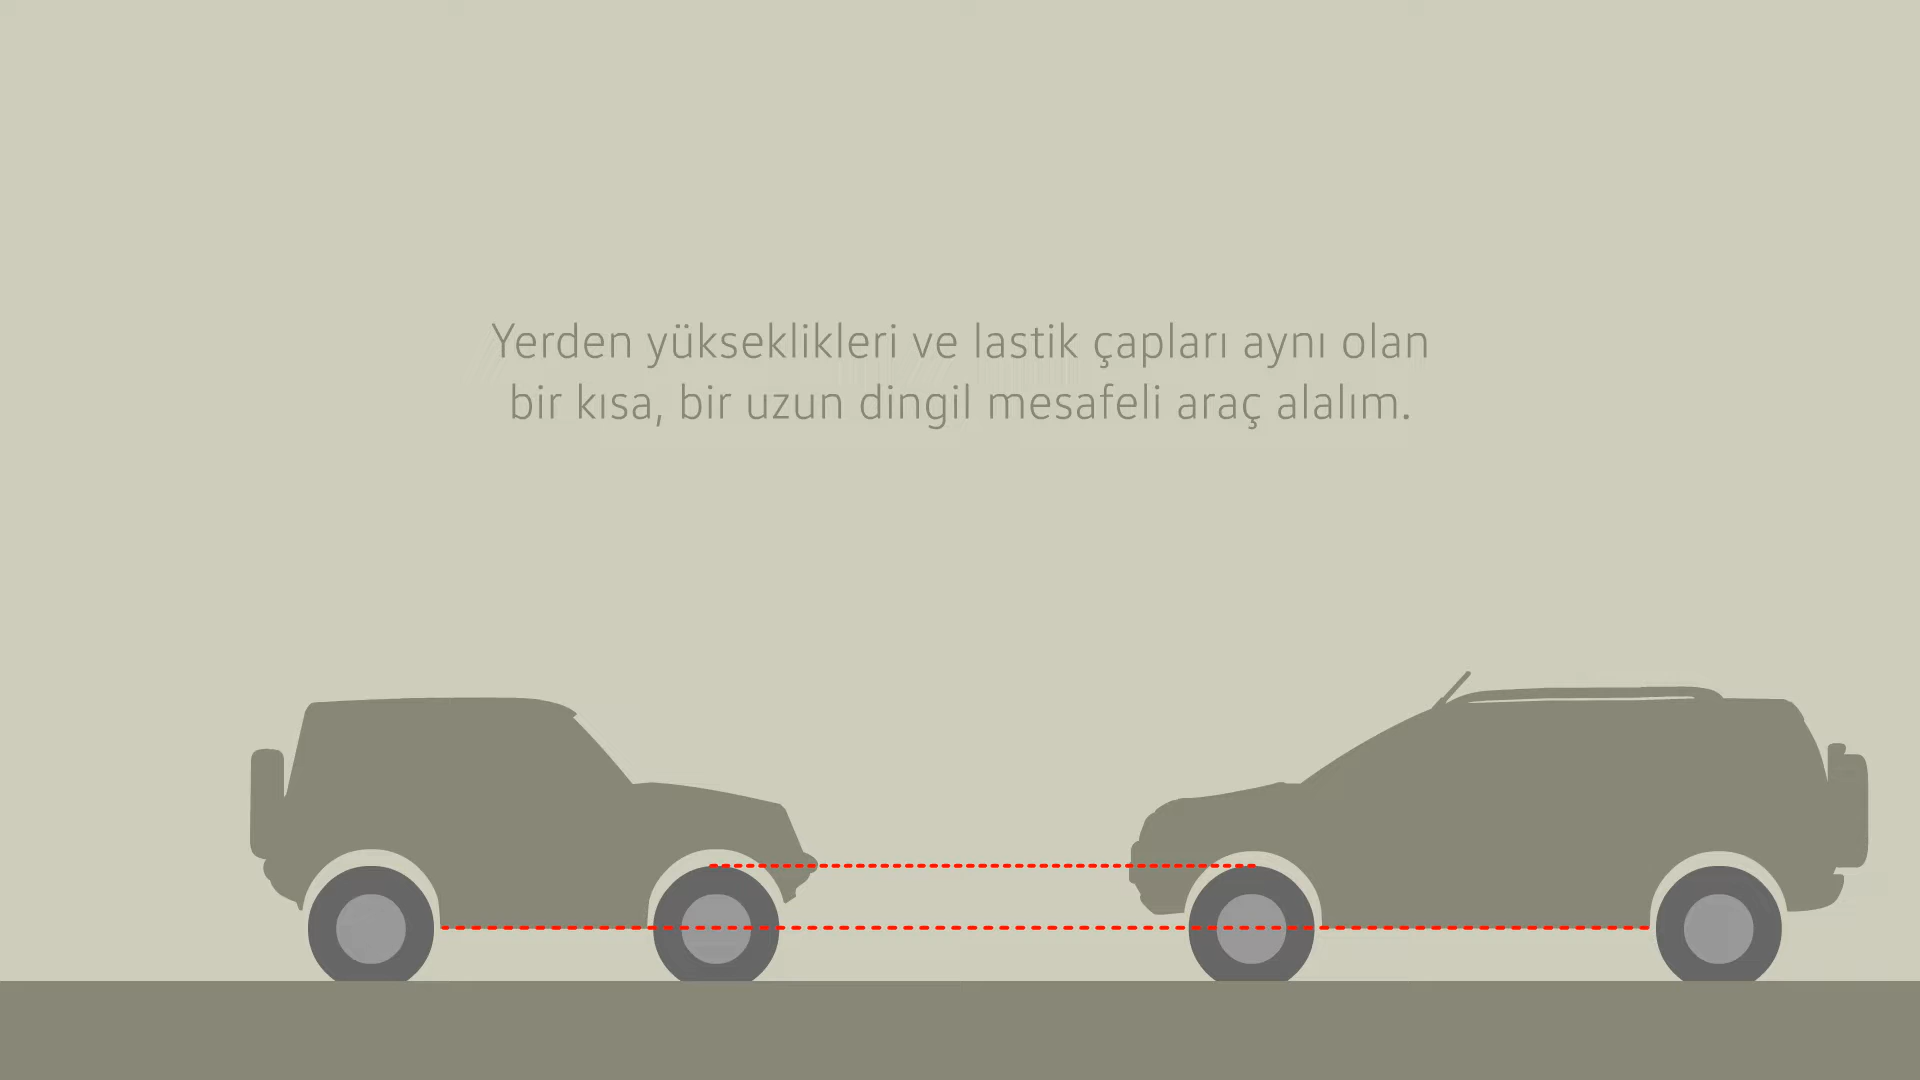 Yerden yükseklikleri ve lastik çapları aynı olan
bir kısa, bir uzun dingil mesafeli araç alalım.